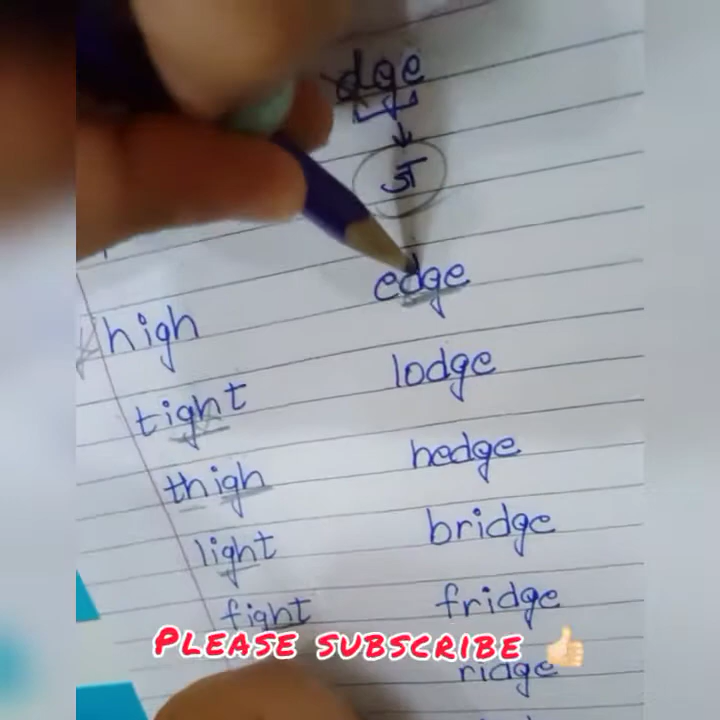 dge
ज
edge
high
lodge
tight
hedge
thigh
bridge
light
fridge
fight
PLEASE SUBSCRIBE 👍🏻
ridge